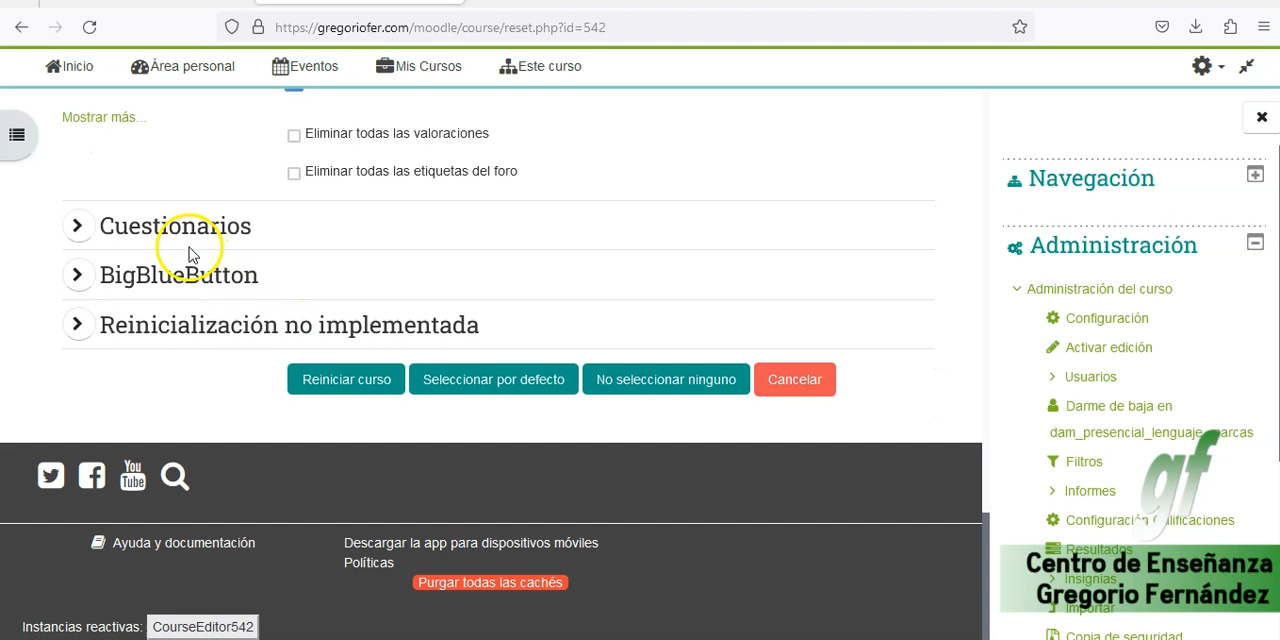 https://gregoriofer.com/moodle/course/reset.php?id=542
Inicio
Área personal
Eventos
Mis Cursos
Este curso
Mostrar más...
Eliminar todas las valoraciones
Eliminar todas las etiquetas del foro
Cuestionarios
BigBlueButton
Reinicialización no implementada
Reiniciar curso
Seleccionar por defecto
No seleccionar ninguno
Cancelar
Navegación
Administración
Administración del curso
Configuración
Activar edición
Usuarios
Darme de baja en
dam_presencial_lenguaje_marcas
Filtros
Informes
Configuración Calificaciones
Resultados
Insignias
Importar
Copia de seguridad
gf
Centro de Enseñanza
Gregorio Fernández
You
Tube
Ayuda y documentación
Descargar la app para dispositivos móviles
Políticas
Purgar todas las cachés
Instancias reactivas:
CourseEditor542